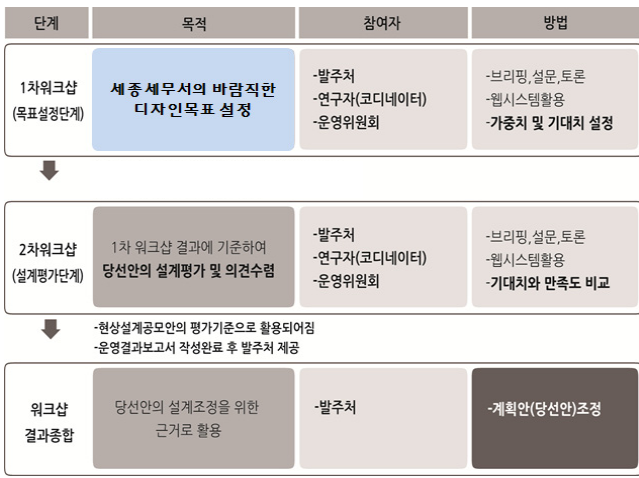 단계
목적
참여자
방법
1차워크샵
(목표설정단계)
세종세무서의 바람직한
디자인목표 설정
-발주처
-연구자(코디네이터)
-운영위원회
-브리핑,설문,토론
-웹시스템활용
-가중치 및 기대치 설정
2차워크샵
(설계평가단계)
1차 워크샵 결과에 기준하여
당선안의 설계평가 및 의견수렴
-발주처
-연구자(코디네이터)
-운영위원회
-브리핑,설문,토론
-웹시스템활용
-기대치와 만족도 비교
-현상설계공모안의 평가기준으로 활용되어짐
-운영결과보고서 작성완료 후 발주처 제공
워크샵
결과종합
당선안의 설계조정을 위한
근거로 활용
-발주처
-계획안(당선안)조정